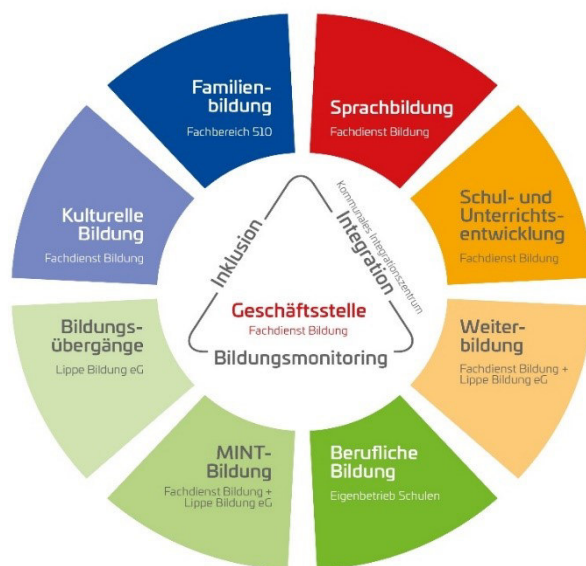 Familien-
bildung
Fachbereich 510
Sprachbildung
Fachdienst Bildung
Schul- und
Unterrichts-
entwicklung
Fachdienst Bildung
Weiter-
bildung
Fachdienst Bildung +
Lippe Bildung eG
Berufliche
Bildung
Eigenbetrieb Schulen
MINT-
Bildung
Fachdienst Bildung +
Lippe Bildung eG
Bildungs-
übergänge
Lippe Bildung eG
Kulturelle
Bildung
Fachdienst Bildung
Inklusion
Kommunales Integrationszentrum
Integration
Geschäftsstelle
Fachdienst Bildung
Bildungsmonitoring